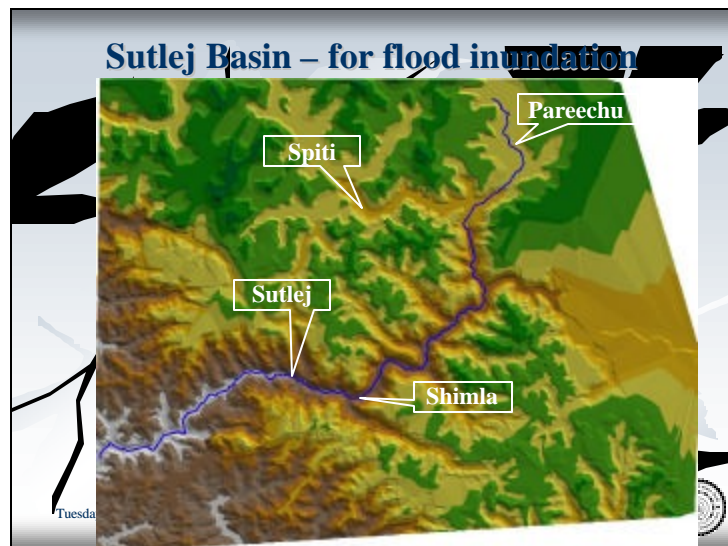 Sutlej Basin – for flood inundation
Pareechu
Spiti
Sutlej
Shimla